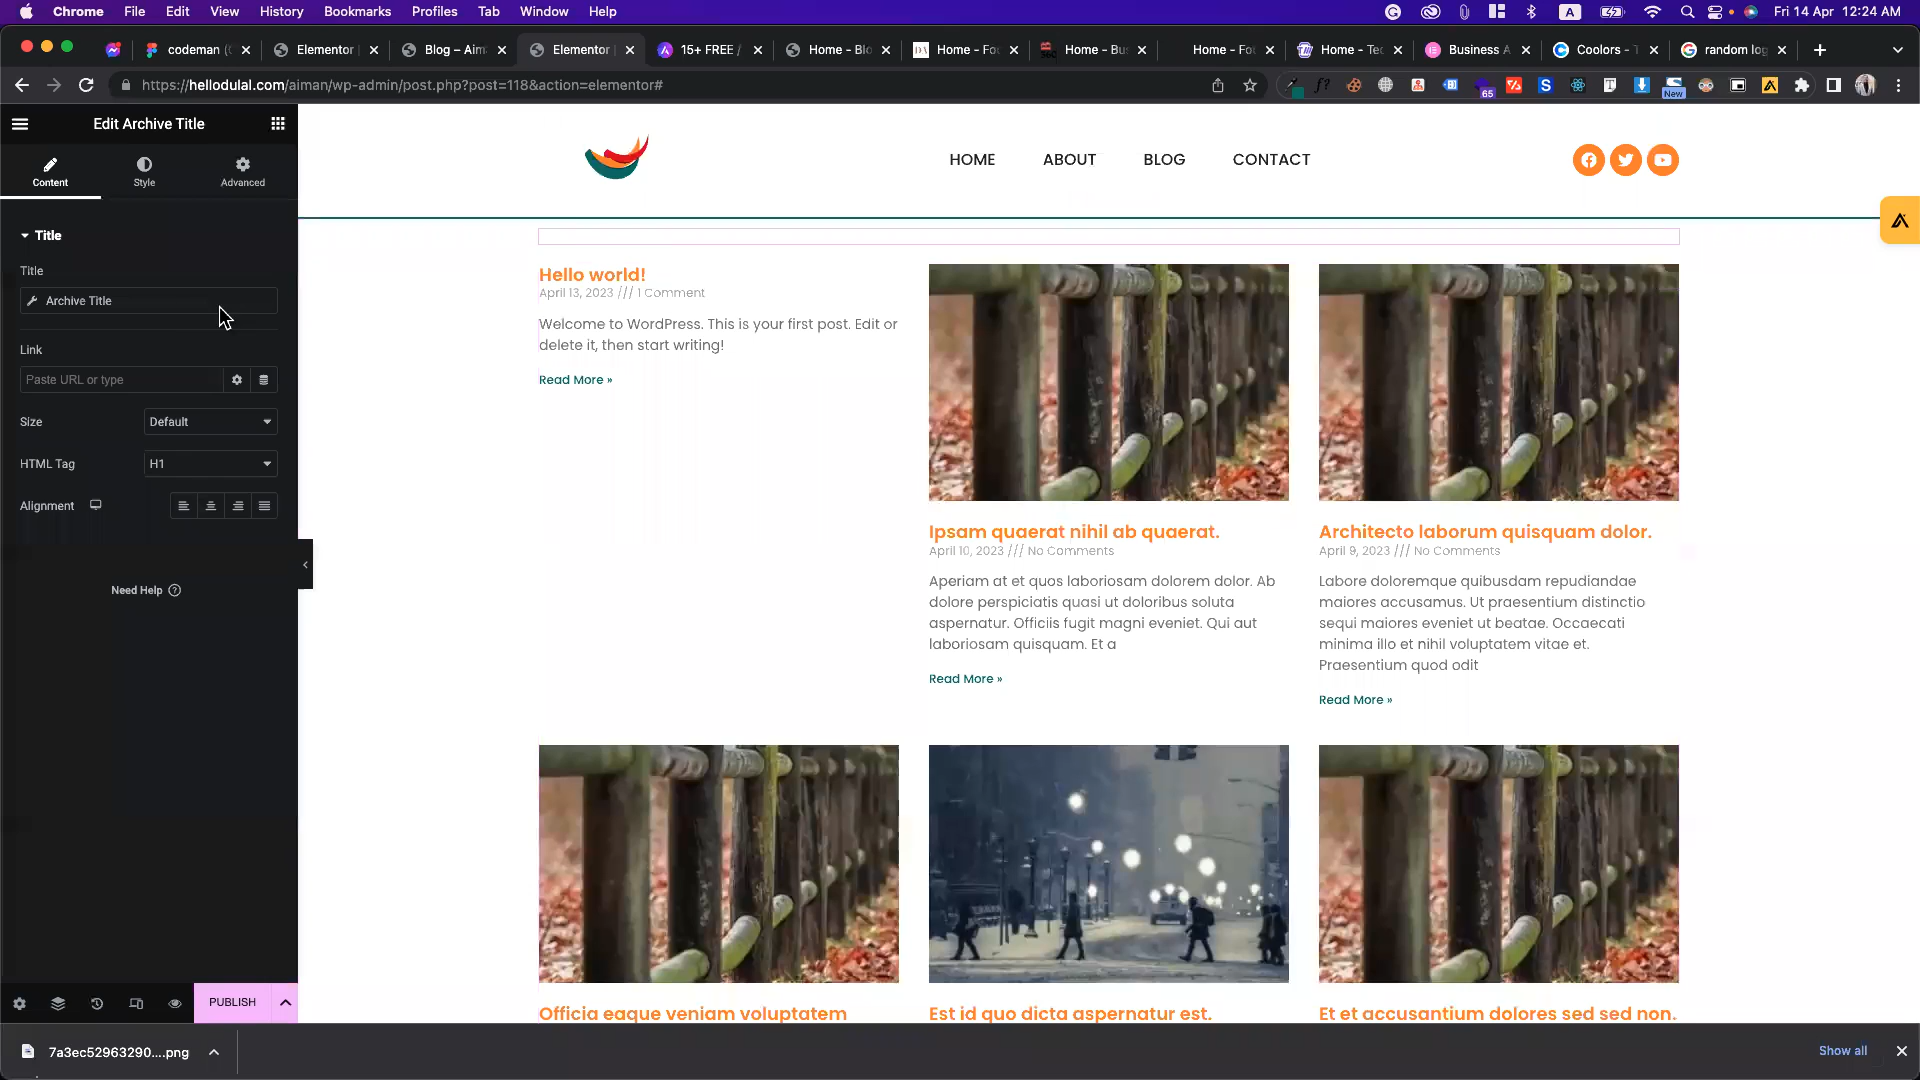 Chrome File Edit View History Bookmarks Profiles Tab Window Help
A
Fri 14 Apr 12:24 AM
codeman (
Elementor
Blog – Aim
Elementor
15+ FREE /
Home - Blo
Home - Fo
Home - Bus
Home - Fo
Home - Tec
Business A
Coolors - T
random log
https://hellodulal.com/aiman/wp-admin/post.php?post=118&action=elementor#
65
New
Edit Archive Title
Content
Style
Advanced
Title
Title
Archive Title
Link
Paste URL or type
Size
Default
HTML Tag
H1
Alignment
Need Help
PUBLISH
HOME
ABOUT
BLOG
CONTACT
Hello world!
April 13, 2023 /// 1 Comment
Welcome to WordPress. This is your first post. Edit or
delete it, then start writing!
Read More »
Ipsam quaerat nihil ab quaerat.
April 10, 2023 /// No Comments
Aperiam at et quos laboriosam dolorem dolor. Ab
dolore perspiciatis quasi ut doloribus soluta
aspernatur. Officiis fugit magni eveniet. Qui aut
laboriosam quisquam. Et a
Read More »
Architecto laborum quisquam dolor.
April 9, 2023 /// No Comments
Labore doloremque quibusdam repudiandae
maiores accusamus. Ut praesentium distinctio
sequi maiores eveniet ut beatae. Occaecati
minima illo et nihil voluptatem vitae et.
Praesentium quod odit
Read More »
Officia eaque veniam voluptatem
Est id quo dicta aspernatur est.
Et et accusantium dolores sed sed non.
7a3ec52963290....png
Show all